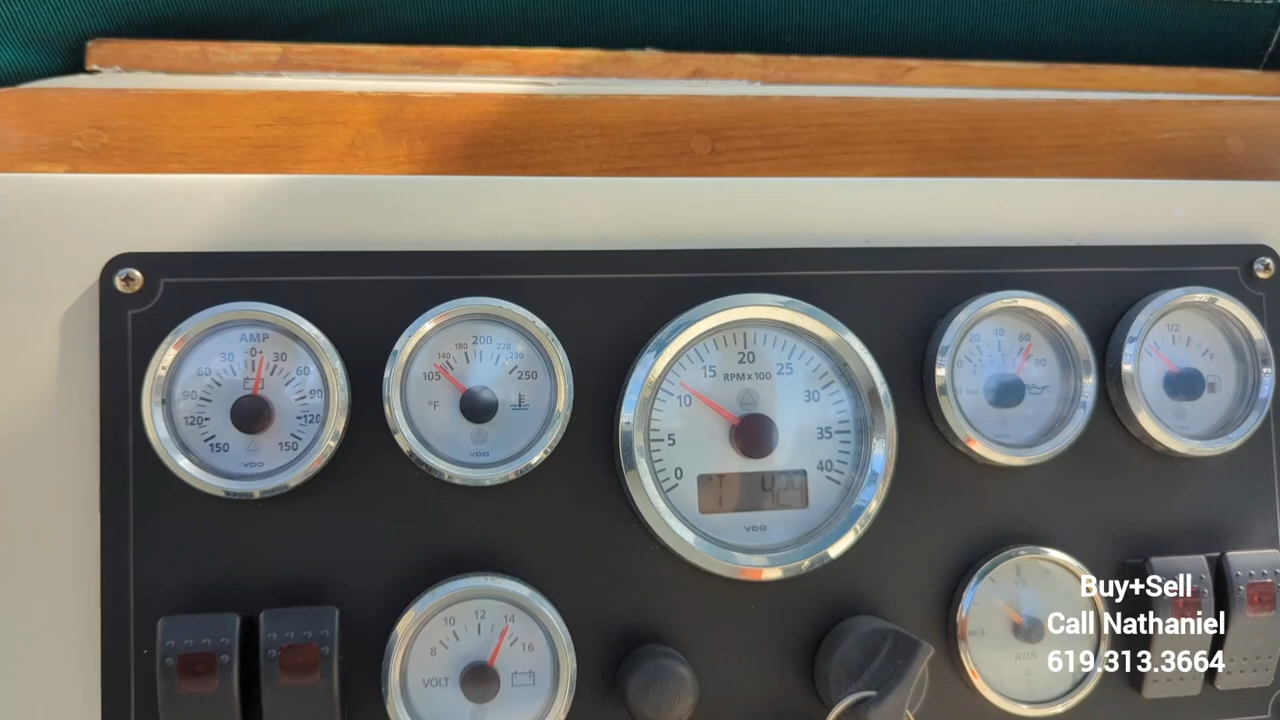 AMP
-0+
30 30
60 60
90 90
120 120
150 150
VDO
200
180 220
140 230
105 250
°F
VDO
20
15 25
RPM×100
10 30
5 35
0 40
T 429
VDO
40
20 60
80
1/2
12
10 14
8 16
VOLT
KUS
Buy+Sell
Call Nathaniel
619.313.3664